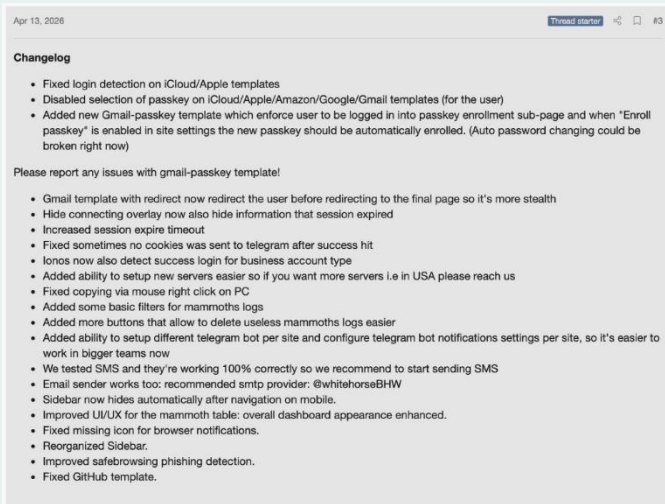 Apr 13, 2026
Thread starter
#3
Changelog
• Fixed login detection on iCloud/Apple templates
• Disabled selection of passkey on iCloud/Apple/Amazon/Google/Gmail templates (for the user)
• Added new Gmail-passkey template which enforce user to be logged in into passkey enrollment sub-page and when "Enroll
passkey" is enabled in site settings the new passkey should be automatically enrolled. (Auto password changing could be
broken right now)
Please report any issues with gmail-passkey template!
• Gmail template with redirect now redirect the user before redirecting to the final page so it's more stealth
• Hide connecting overlay now also hide information that session expired
• Increased session expire timeout
• Fixed sometimes no cookies was sent to telegram after success hit
• Ionos now also detect success login for business account type
• Added ability to setup new servers easier so if you want more servers i.e in USA please reach us
• Fixed copying via mouse right click on PC
• Added some basic filters for mammoths logs
• Added more buttons that allow to delete useless mammoths logs easier
• Added ability to setup different telegram bot per site and configure telegram bot notifications settings per site, so it's easier to
work in bigger teams now
• We tested SMS and they're working 100% correctly so we recommend to start sending SMS
• Email sender works too: recommended smtp provider: @whitehorseBHW
• Sidebar now hides automatically after navigation on mobile.
• Improved UI/UX for the mammoth table: overall dashboard appearance enhanced.
• Fixed missing icon for browser notifications.
• Reorganized Sidebar.
• Improved safebrowsing phishing detection.
• Fixed GitHub template.